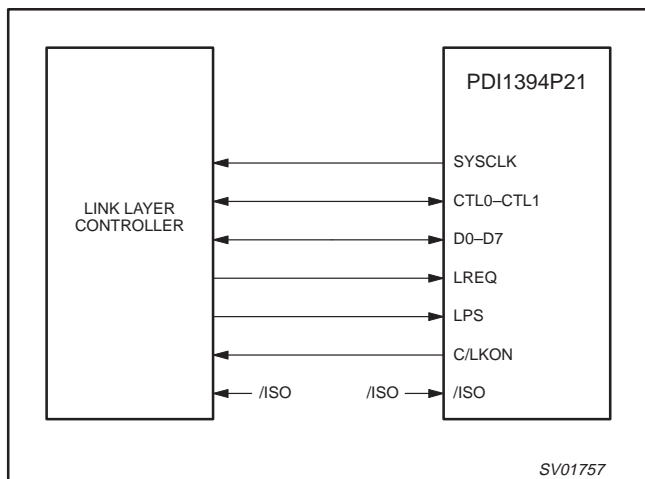 PDI1394P21
SYSCLK
CTL0–CTL1
LINK LAYER
CONTROLLER
D0–D7
LREQ
LPS
C/LKON
/ISO /ISO /ISO
SV01757